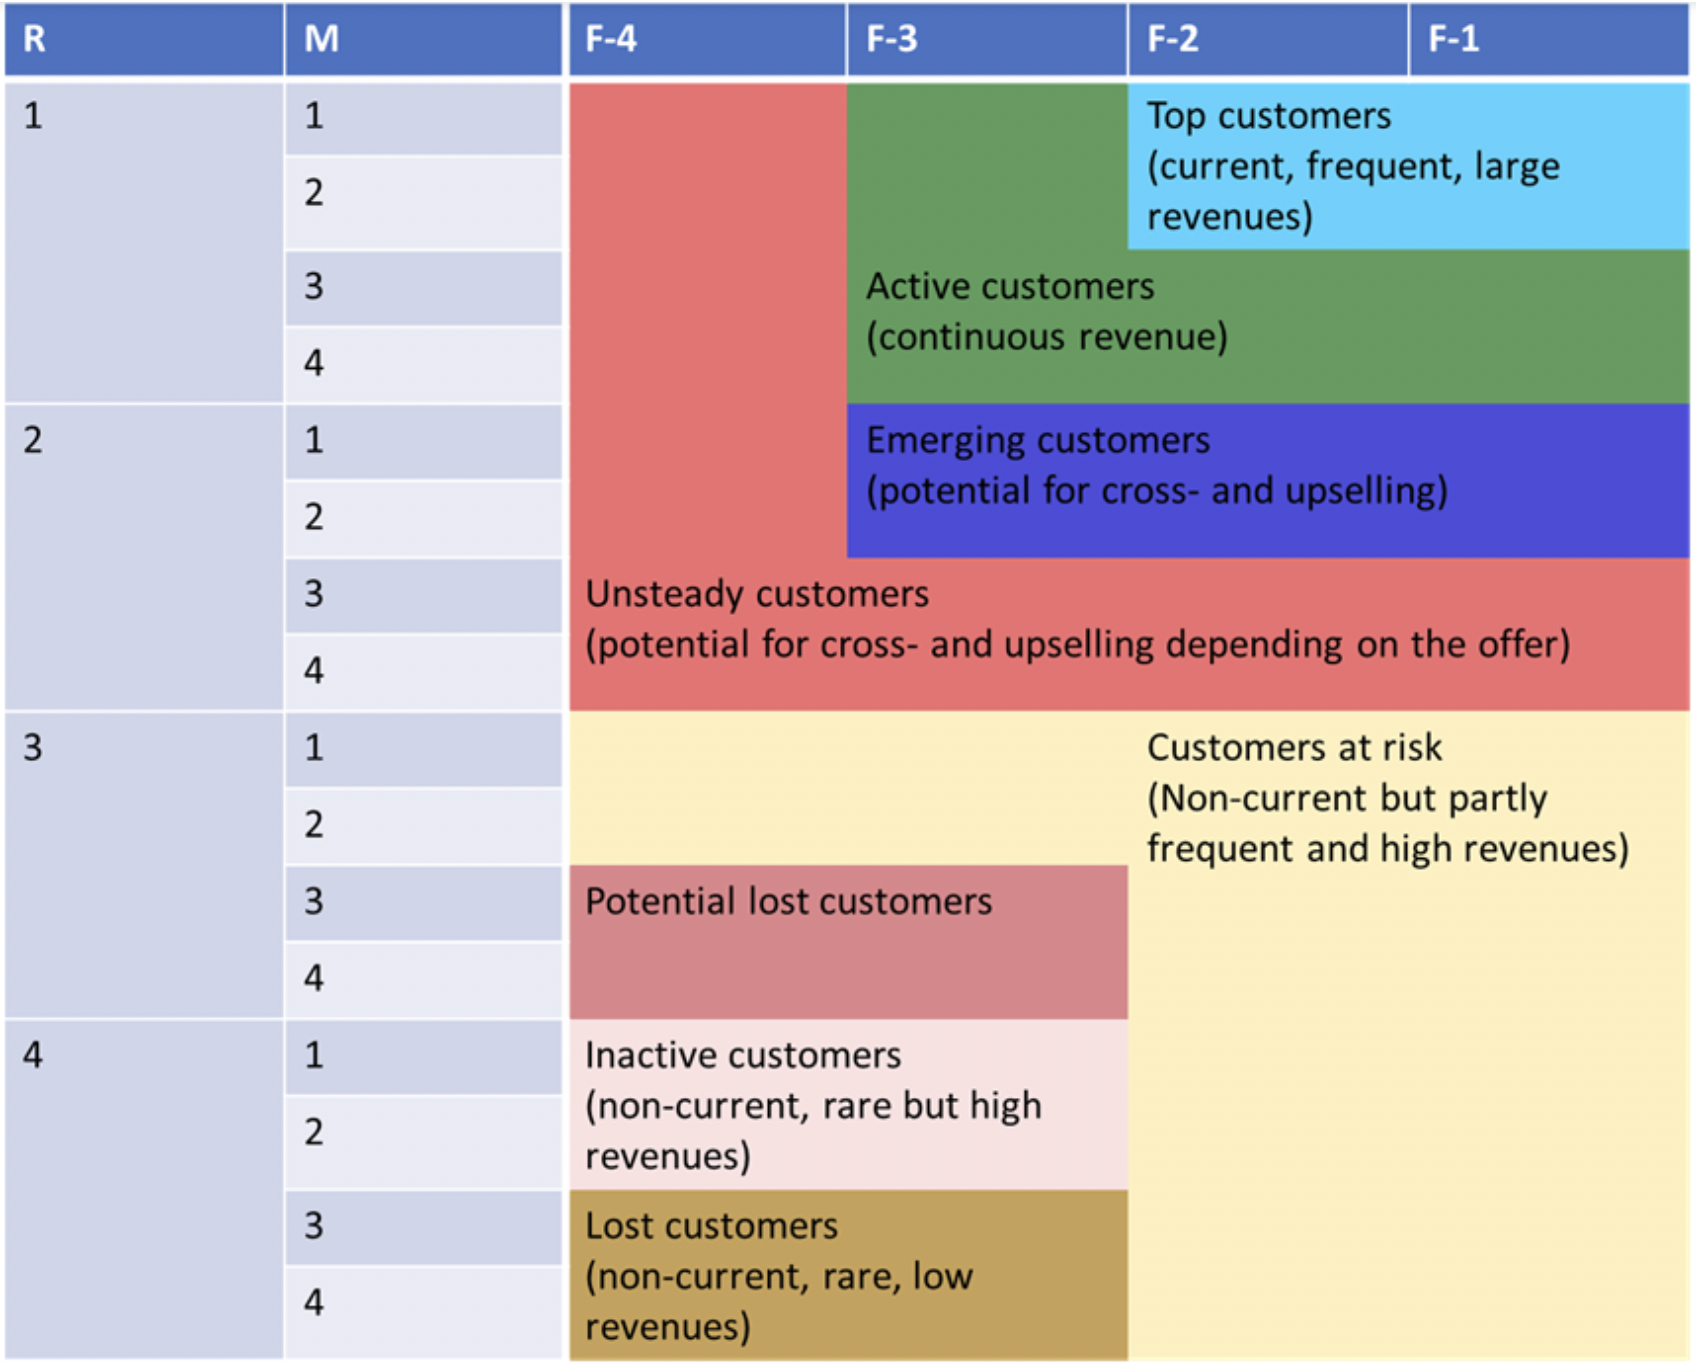 R M F-4 F-3 F-2 F-1
1 1 Top customers
(current, frequent, large
2
revenues)
3 Active customers
(continuous revenue)
4
2 1 Emerging customers
(potential for cross- and upselling)
2
3 Unsteady customers
(potential for cross- and upselling depending on the offer)
4
3 1 Customers at risk
(Non-current but partly
2
frequent and high revenues)
3 Potential lost customers
4
4 1 Inactive customers
(non-current, rare but high
2
revenues)
3 Lost customers
(non-current, rare, low
4
revenues)